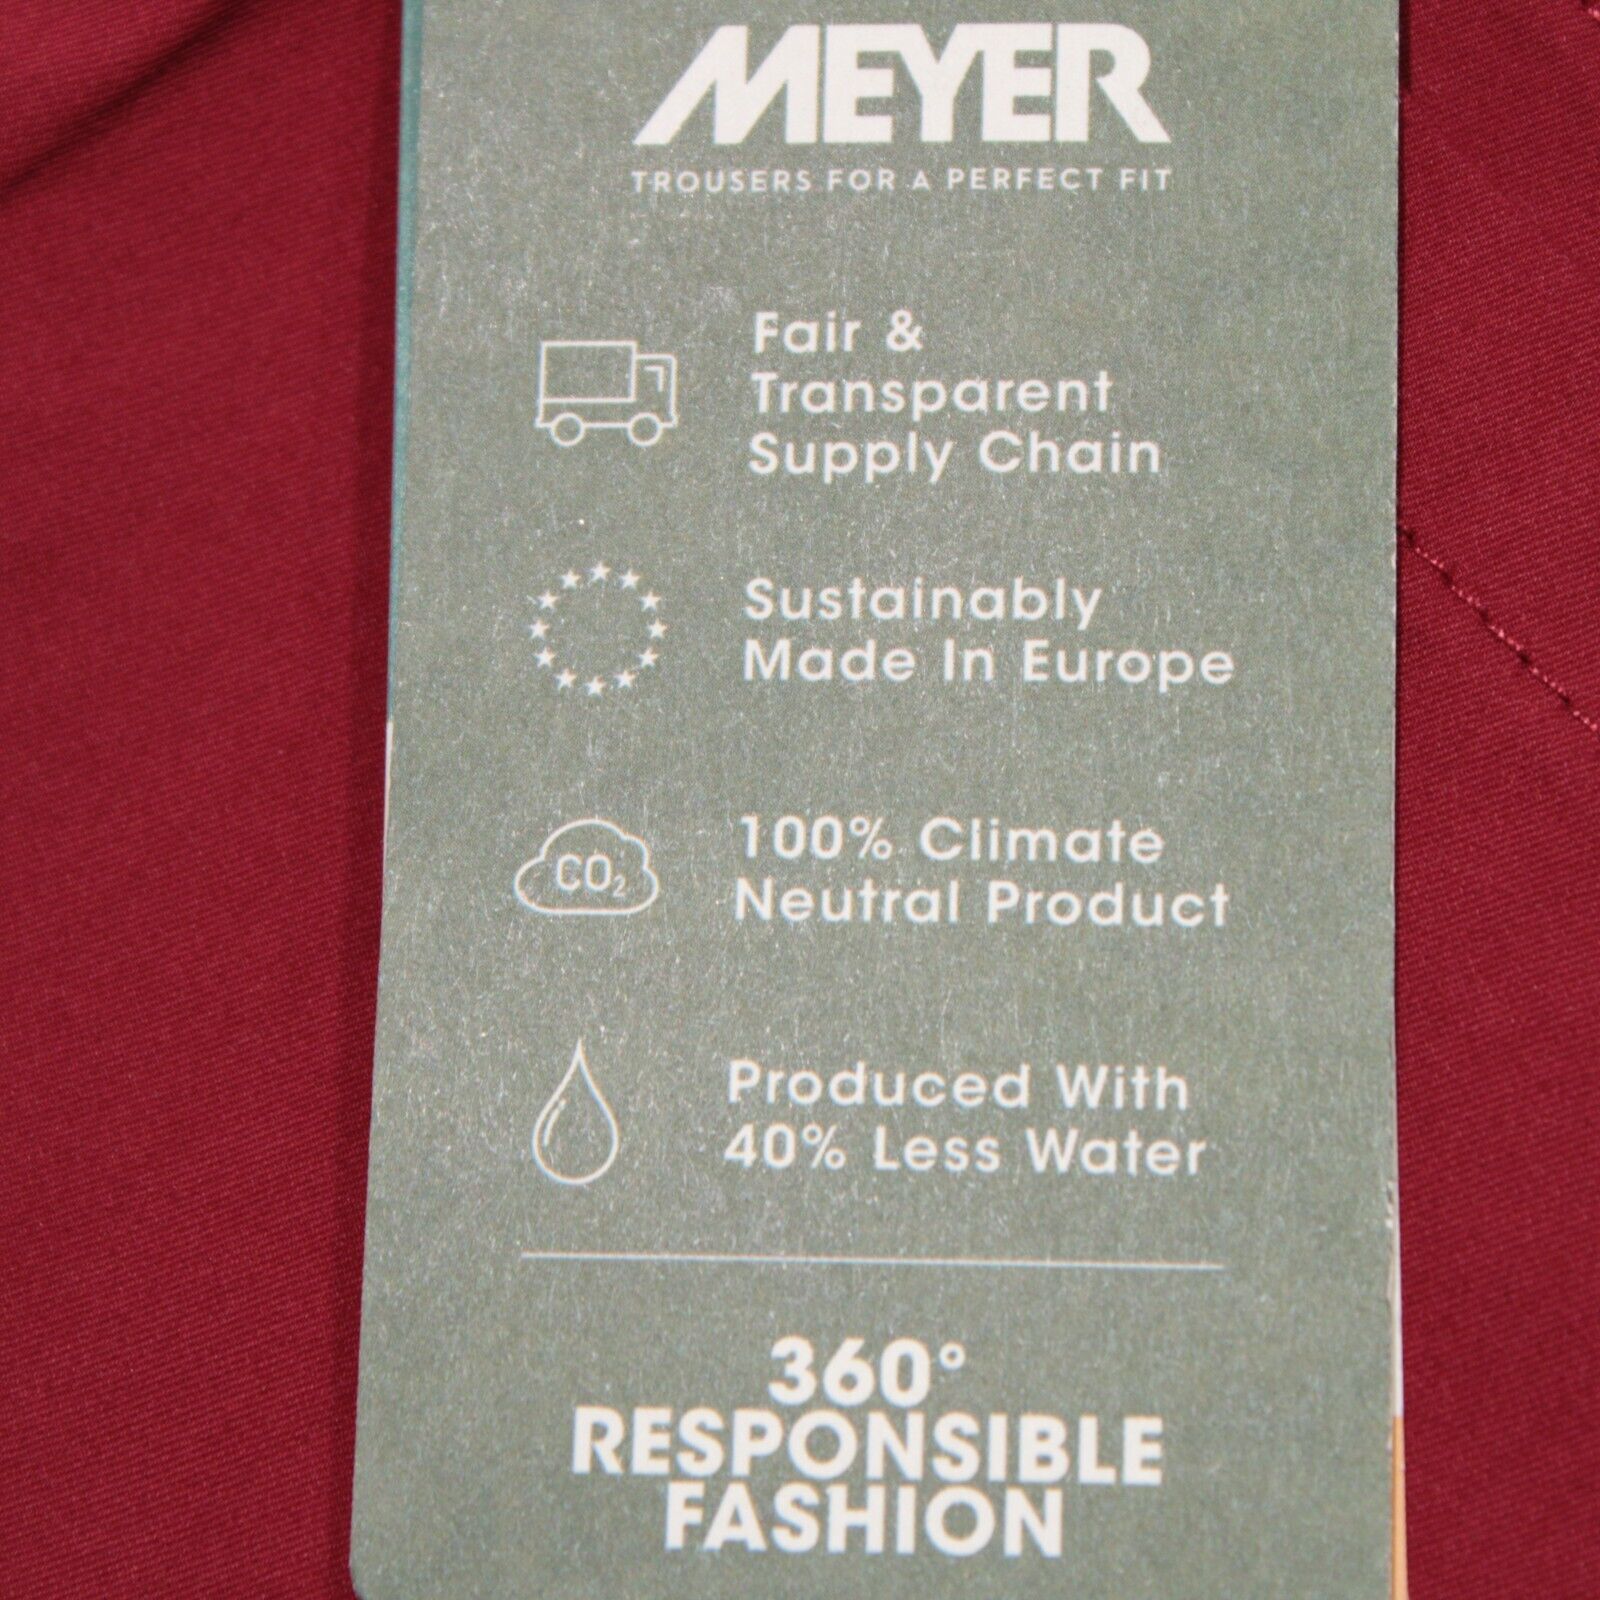 MEYER
TROUSERS FOR A PERFECT FIT
Fair &
Transparent
Supply Chain
Sustainably
Made In Europe
CO₂
100% Climate
Neutral Product
Produced With
40% Less Water
360°
RESPONSIBLE
FASHION